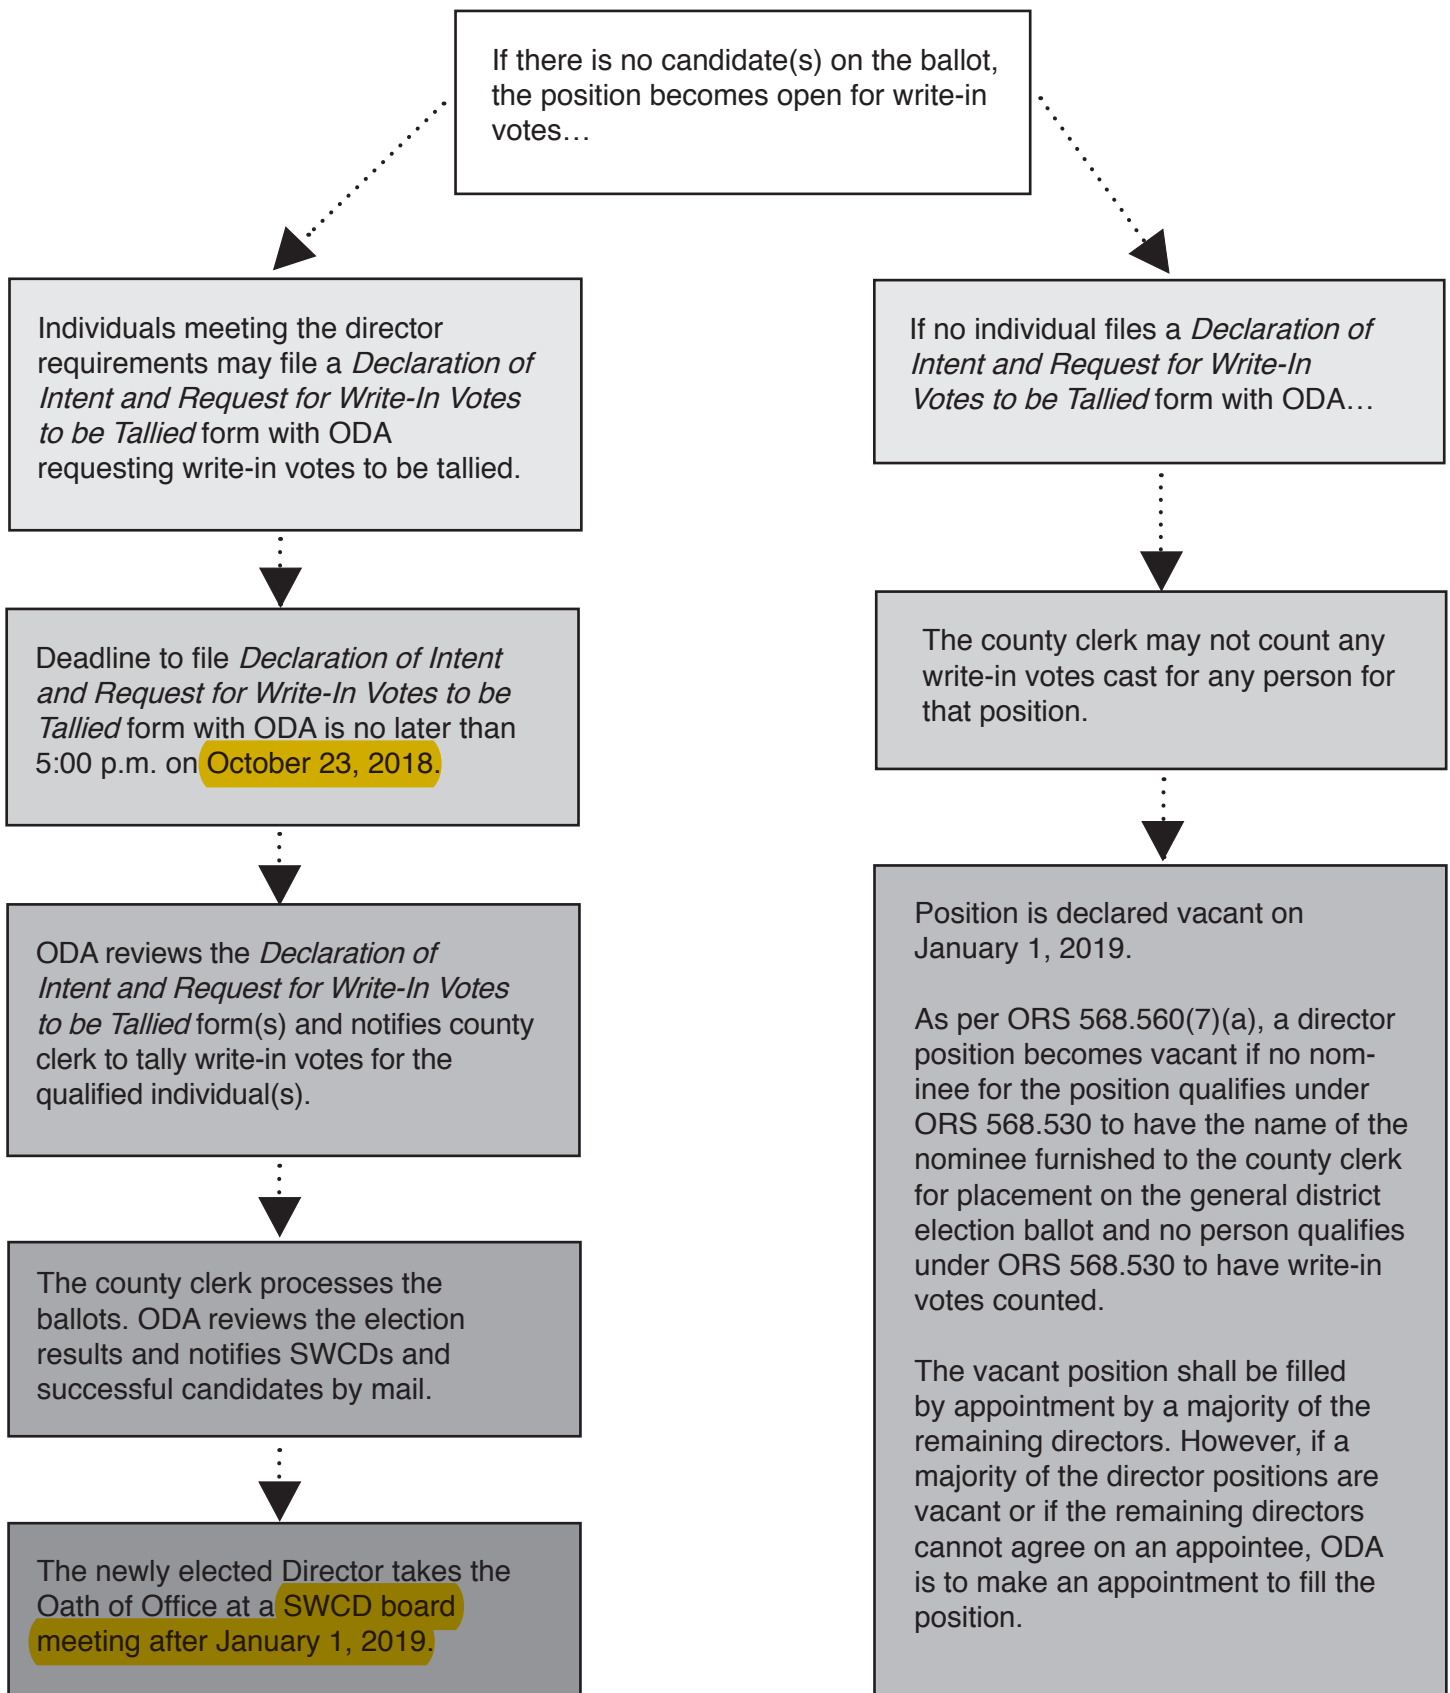 If there is no candidate(s) on the ballot,
the position becomes open for write-in
votes…
Individuals meeting the director
requirements may file a Declaration of
Intent and Request for Write-In Votes
to be Tallied form with ODA
requesting write-in votes to be tallied.
Deadline to file Declaration of Intent
and Request for Write-In Votes to be
Tallied form with ODA is no later than
5:00 p.m. on October 23, 2018.
ODA reviews the Declaration of
Intent and Request for Write-In Votes
to be Tallied form(s) and notifies county
clerk to tally write-in votes for the
qualified individual(s).
The county clerk processes the
ballots. ODA reviews the election
results and notifies SWCDs and
successful candidates by mail.
The newly elected Director takes the
Oath of Office at a SWCD board
meeting after January 1, 2019.
If no individual files a Declaration of
Intent and Request for Write-In
Votes to be Tallied form with ODA…
The county clerk may not count any
write-in votes cast for any person for
that position.
Position is declared vacant on
January 1, 2019.
As per ORS 568.560(7)(a), a director
position becomes vacant if no nom-
inee for the position qualifies under
ORS 568.530 to have the name of the
nominee furnished to the county clerk
for placement on the general district
election ballot and no person qualifies
under ORS 568.530 to have write-in
votes counted.
The vacant position shall be filled
by appointment by a majority of the
remaining directors. However, if a
majority of the director positions are
vacant or if the remaining directors
cannot agree on an appointee, ODA
is to make an appointment to fill the
position.